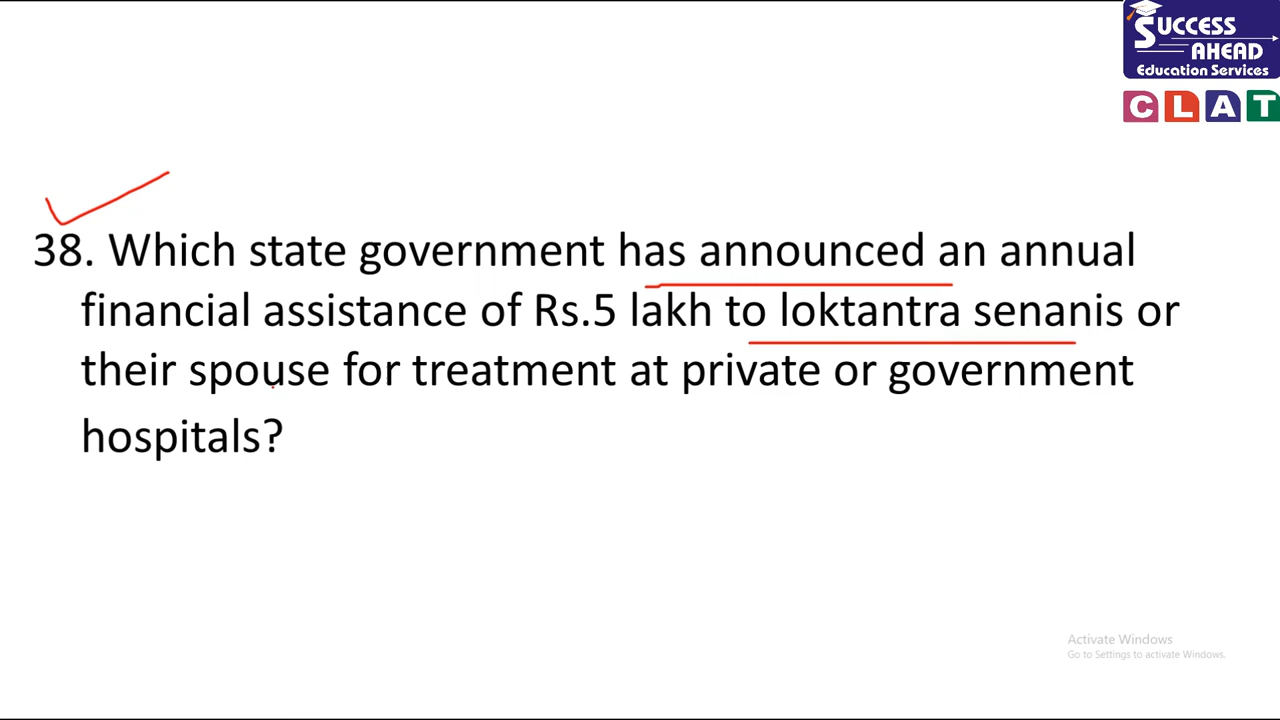 SUCCESS
AHEAD
Education Services
CLAT
38. Which state government has announced an annual
financial assistance of Rs.5 lakh to loktantra senanis or
their spouse for treatment at private or government
hospitals?
Activate Windows
Go to Settings to activate Windows.